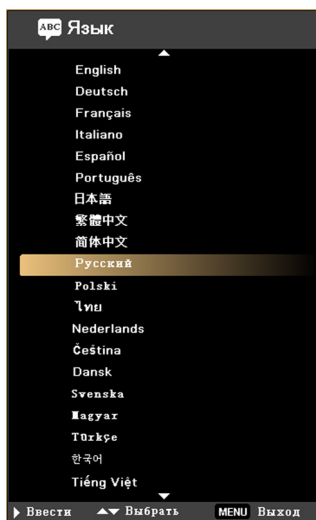 ABC Язык
English
Deutsch
Français
Italiano
Español
Português
日本語
繁體中文
简体中文
Русский
Polski
ไทย
Nederlands
Čeština
Dansk
Svenska
Magyar
Türkçe
한국어
Tiếng Việt
Ввести Выбрать MENU Выход